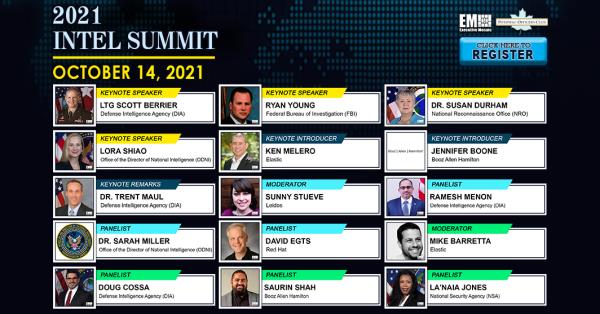 2021
INTEL SUMMIT
OCTOBER 14, 2021
Executive Mosaic
POTOMAC OFFICERS CLUB
CLICK HERE TO
REGISTER
KEYNOTE SPEAKER
LTG SCOTT BERRIER
Defense Intelligence Agency (DIA)
KEYNOTE SPEAKER
RYAN YOUNG
Federal Bureau of Investigation (FBI)
KEYNOTE SPEAKER
DR. SUSAN DURHAM
National Reconnaissance Office (NRO)
KEYNOTE SPEAKER
LORA SHIAO
Office of the Director of National Intelligence (ODNI)
KEYNOTE INTRODUCER
KEN MELERO
Elastic
Booz | Allen | Hamilton
KEYNOTE INTRODUCER
JENNIFER BOONE
Booz Allen Hamilton
KEYNOTE REMARKS
DR. TRENT MAUL
Defense Intelligence Agency (DIA)
MODERATOR
SUNNY STUEVE
Leidos
PANELIST
RAMESH MENON
Defense Intelligence Agency (DIA)
PANELIST
DR. SARAH MILLER
Office of the Director of National Intelligence (ODNI)
PANELIST
DAVID EGTS
Red Hat
MODERATOR
MIKE BARRETTA
Elastic
PANELIST
DOUG COSSA
Defense Intelligence Agency (DIA)
PANELIST
SAURIN SHAH
Booz Allen Hamilton
PANELIST
LA'NAIA JONES
National Security Agency (NSA)